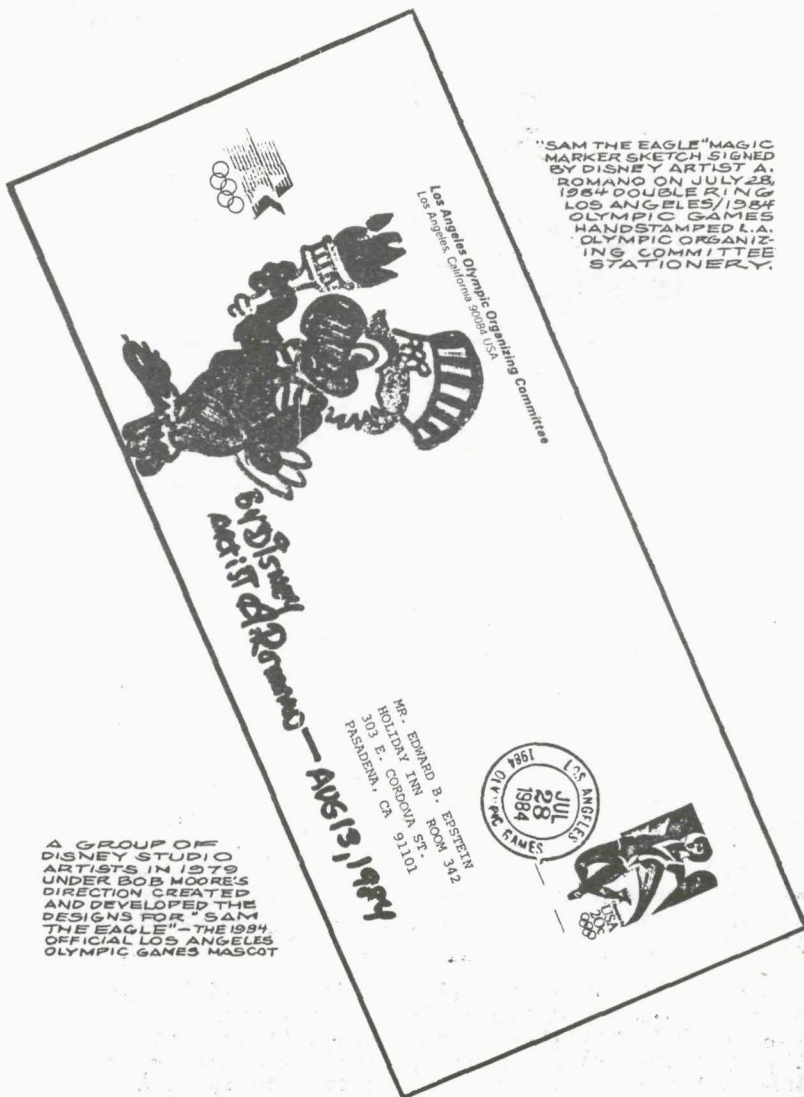 "SAM THE EAGLE" MAGIC
MARKER SKETCH SIGNED
BY DISNEY ARTIST A.
ROMANO ON JULY 28,
1984 DOUBLE RING
LOS ANGELES/1984
OLYMPIC GAMES
HANDSTAMPED L.A.
OLYMPIC ORGANIZ-
ING COMMITTEE
STATIONERY.
Los Angeles Olympic Organizing Committee
Los Angeles, California 90084 USA
BY DISNEY
ARTIST A. Romano — AUG 13, 1984
MR. EDWARD B. EPSTEIN
HOLIDAY INN ROOM 342
303 E. CORDOVA ST.
PASADENA, CA 91101
LOS ANGELES
JUL
28
1984
1984 OLYMPIC GAMES
USA
20c
A GROUP OF
DISNEY STUDIO
ARTISTS IN 1979
UNDER BOB MOORE'S
DIRECTION CREATED
AND DEVELOPED THE
DESIGNS FOR "SAM
THE EAGLE" — THE 1984
OFFICIAL LOS ANGELES
OLYMPIC GAMES MASCOT